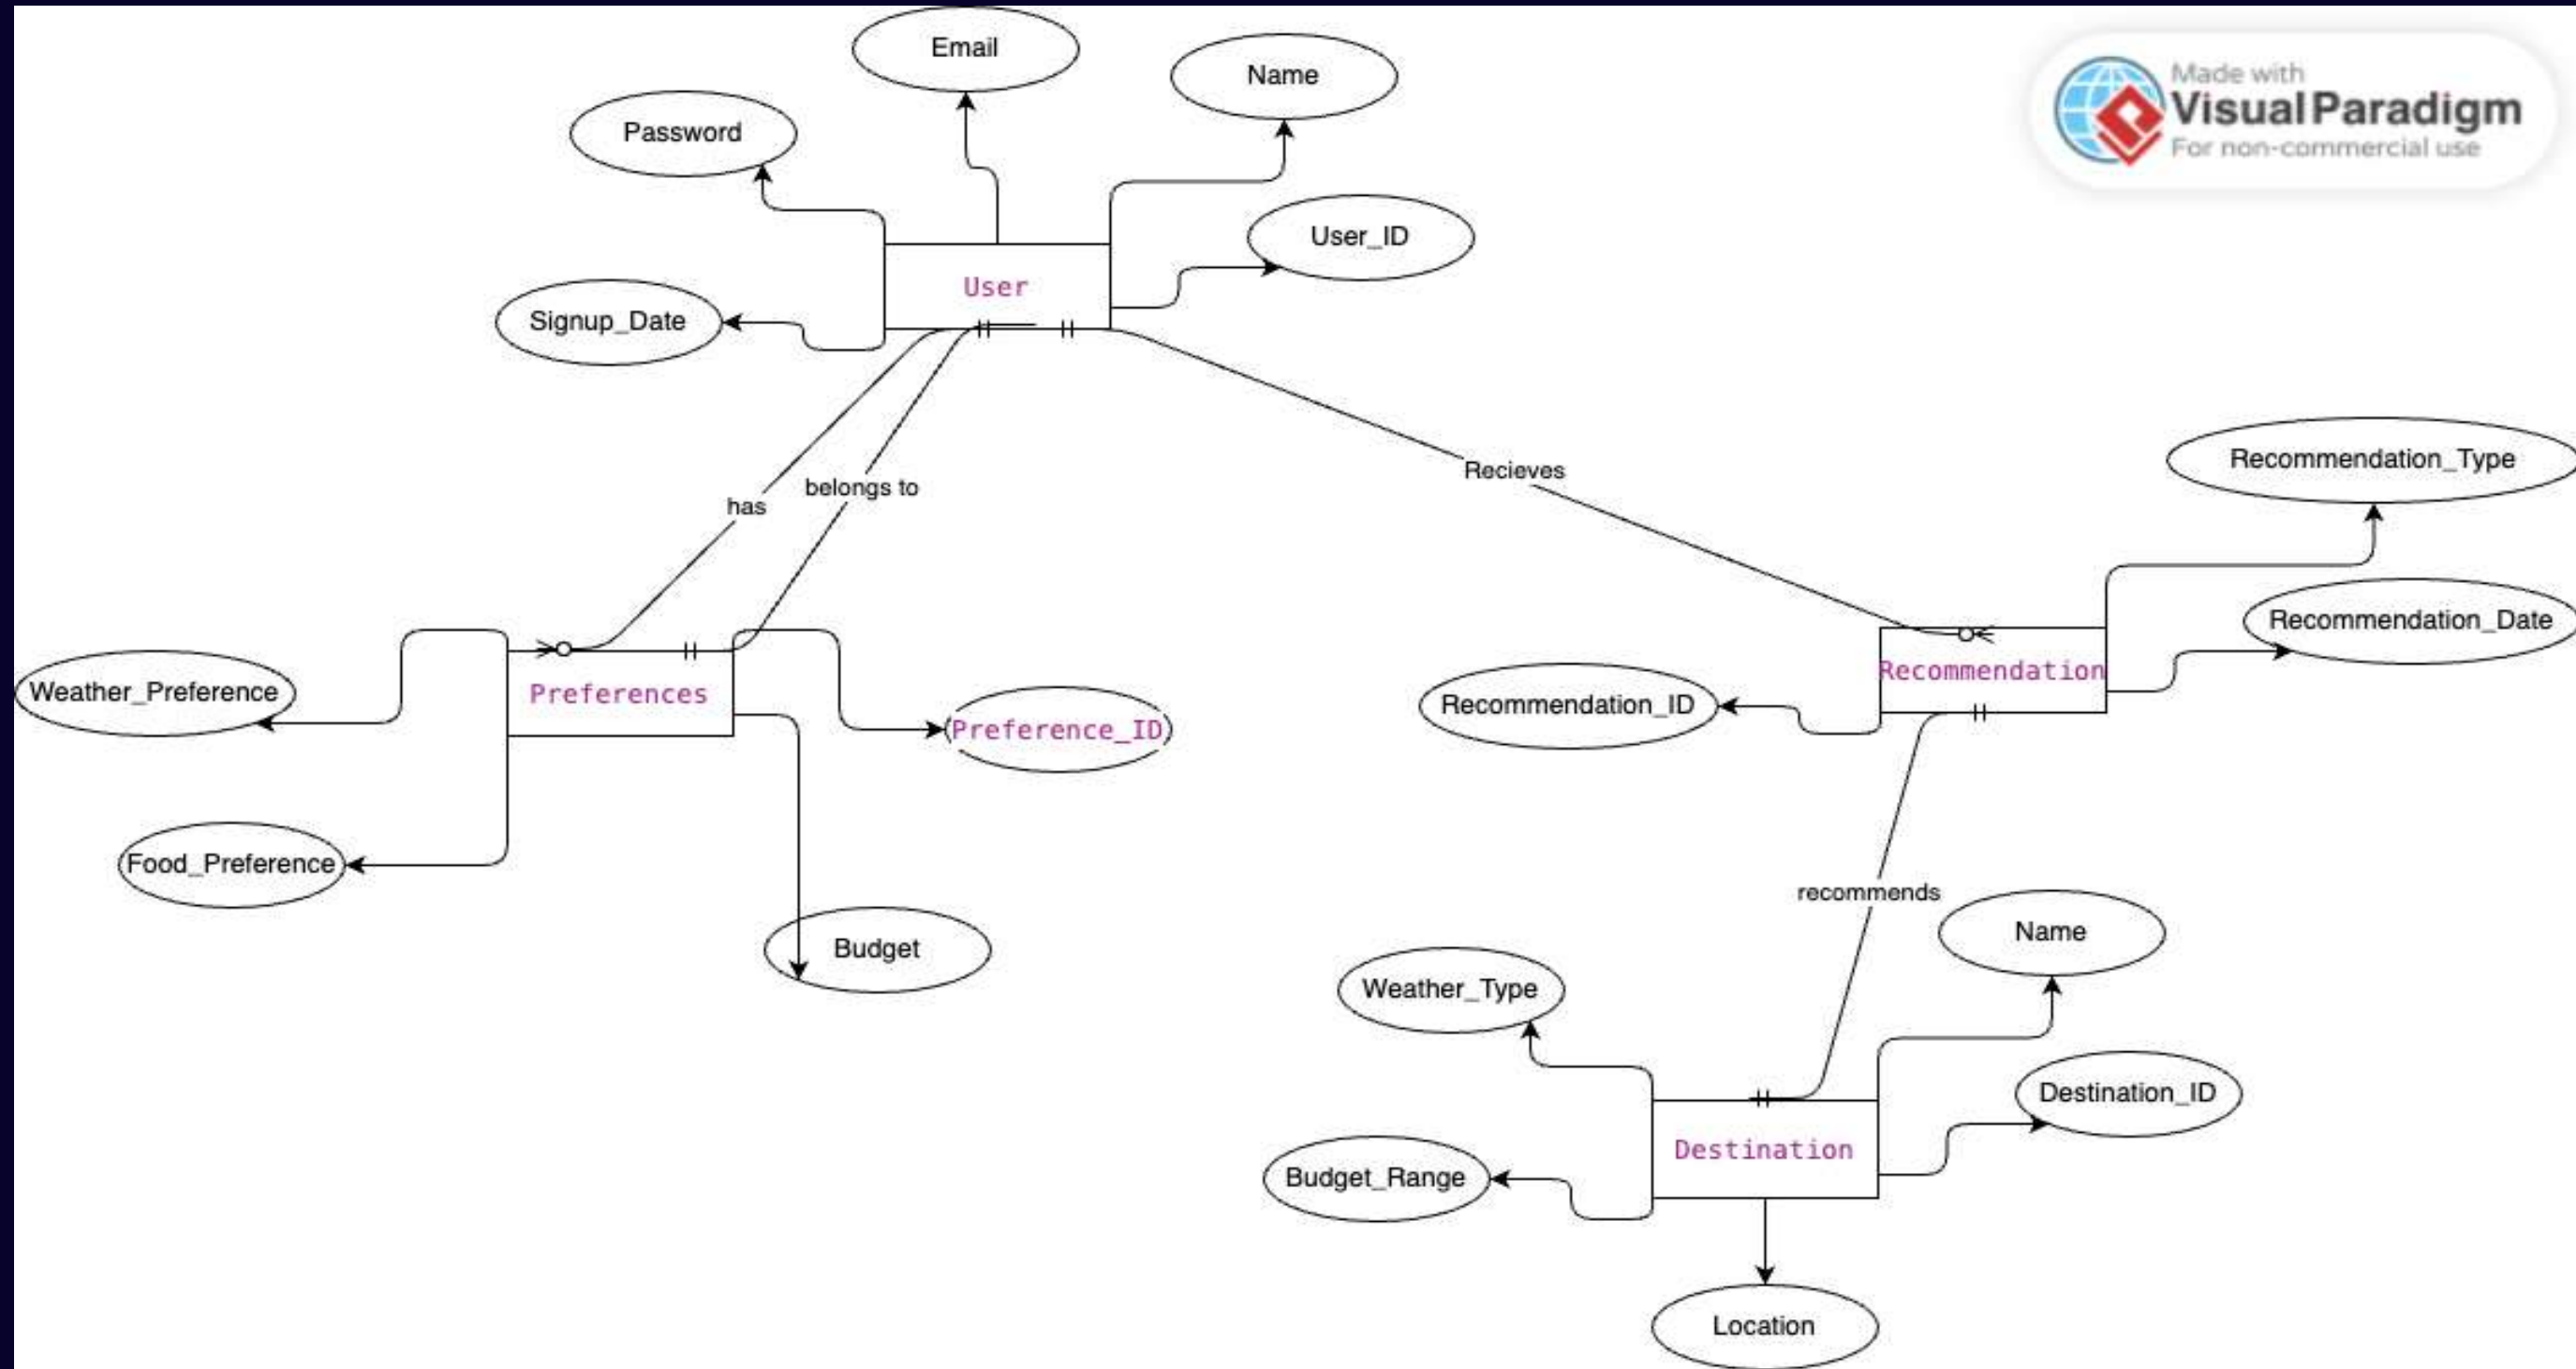 Email
Name
Made with
Visual Paradigm
For non-commercial use
Password
User_ID
User
Signup_Date
Recommendation_Type
Recieves
belongs to
has
Recommendation_Date
Recommendation
Weather_Preference
Preferences
Recommendation_ID
Preference_ID
Food_Preference
recommends
Name
Budget
Weather_Type
Destination_ID
Destination
Budget_Range
Location